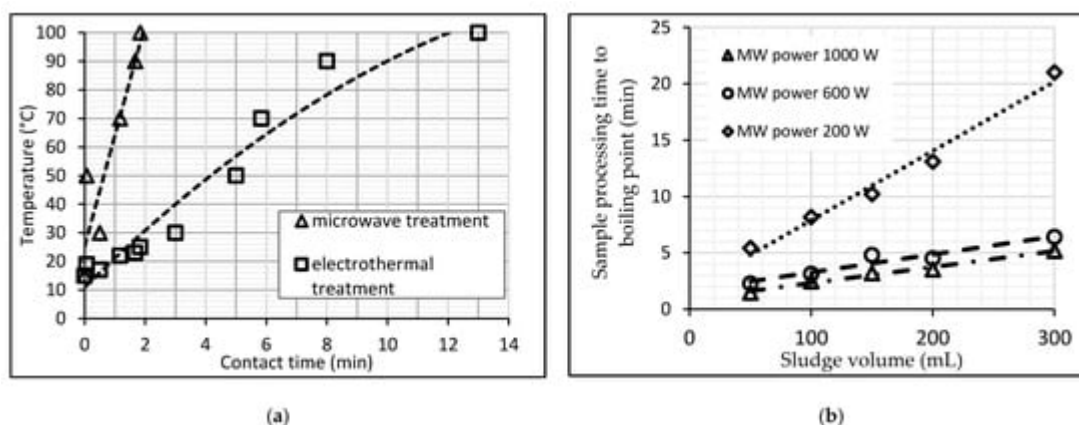 100
90
80
70
60
50
40
30
20
10
0
Temperature (°C)
0 2 4 6 8 10 12 14
Contact time (min)
microwave treatment
electrothermal
treatment
(a)
25
20
15
10
5
0
Sample processing time to
boiling point (min)
MW power 1000 W
MW power 600 W
MW power 200 W
0 100 200 300
Sludge volume (mL)
(b)